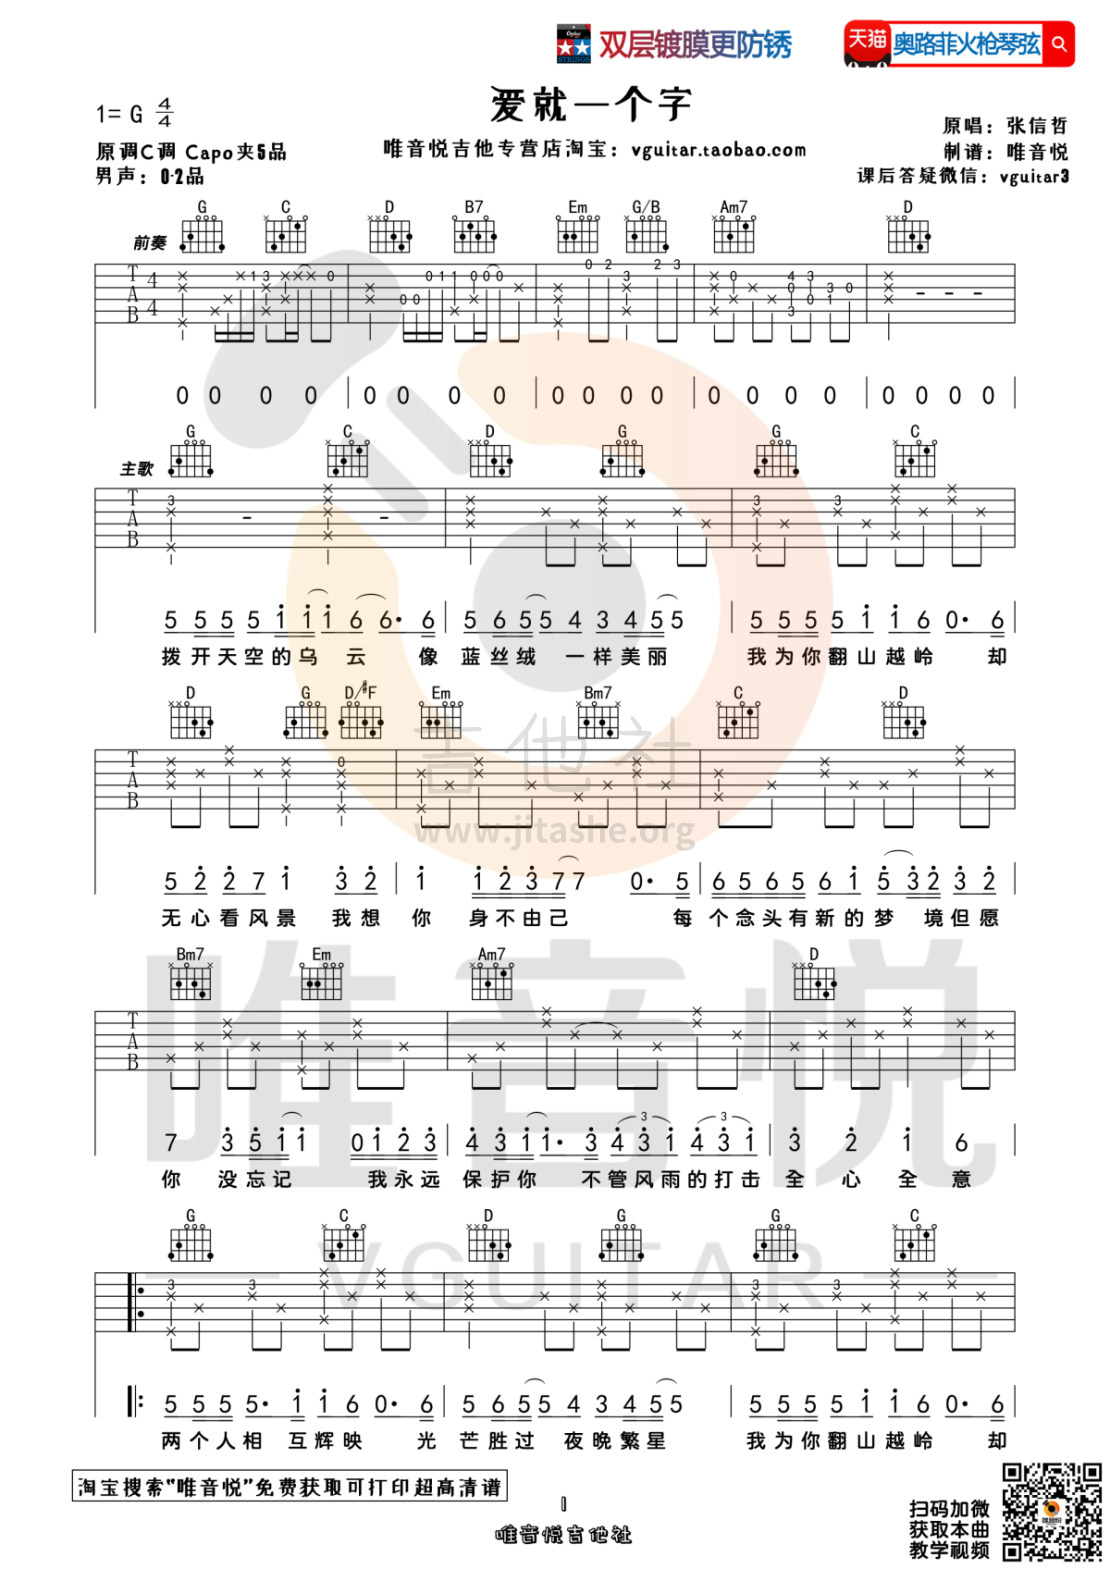 双层镀膜更防锈 天猫 奥路菲火枪琴弦
STRINGS
爱就一个字
1= G 4/4
原唱：张信哲
原调C调 Capo夹5品
唯音悦吉他专营店淘宝：vguitar.taobao.com
制谱：唯音悦
男声：0-2品
课后答疑微信：vguitar3
G C D B7 Em G/B Am7 D
前奏
T A B 4 4
0 0 0 0 | 0 0 0 0 | 0 0 0 0 | 0 0 0 0 | 0 0 0 0
G C D G G C
主歌
T A B
5 5 5 5 1 1 1 6 6· 6 | 5 6 5 5 4 3 4 5 5 | 5 5 5 5 1 1 6 0· 6
拨开天空的乌云 像 蓝丝绒 一样美丽 我为你翻山越岭 却
D G D/#F Em Bm7 C D
吉他社
T A B
www.jitashe.org
5 2 2 7 1 3 2 | 1 1 2 3 7 7 0· 5 | 6 5 6 5 6 1 5 3 2 3 2
无心看风景 我想 你 身不由己 每个念头有新的梦 境但愿
Bm7 Em Am7 D
唯音悦
T A B
7 3 5 1 1 0 1 2 3 | 4 3 1 1· 3 4 3 1 4 3 1 | 3 2 1 6
你 没忘记 我永远 保护你 不管风雨的打击 全 心 全 意
G C D G G C
VGUITAR
T A B
5 5 5 5· 1 1 6 0· 6 | 5 6 5 5 4 3 4 5 5 | 5 5 5 5 1 1 6 0· 6
两个人相 互辉映 光 芒胜过 夜晚繁星 我为你翻山越岭 却
淘宝搜索"唯音悦"免费获取可打印超高清谱
1
唯音悦吉他社
扫码加微
获取本曲
教学视频